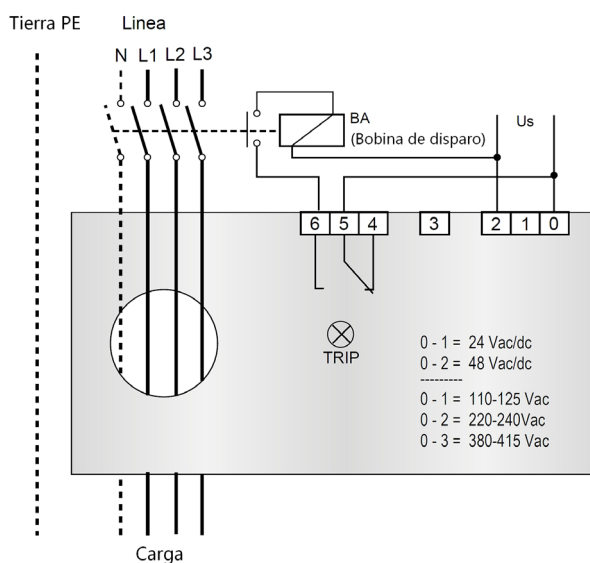 Tierra PE Linea
N L1 L2 L3
BA
(Bobina de disparo)
Us
6 5 4 3 2 1 0
TRIP
0 - 1 = 24 Vac/dc
0 - 2 = 48 Vac/dc
----------
0 - 1 = 110-125 Vac
0 - 2 = 220-240Vac
0 - 3 = 380-415 Vac
Carga